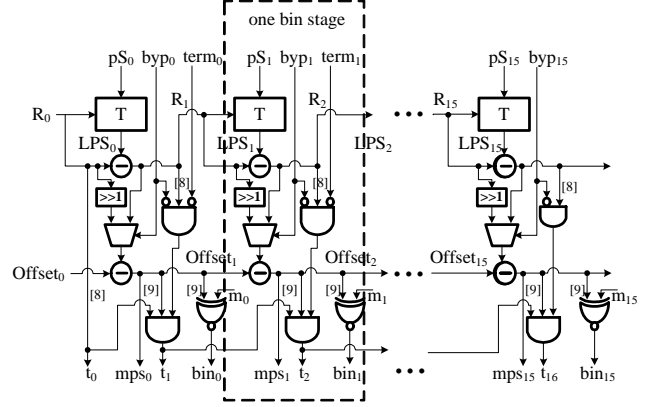 one bin stage
pS₀ byp₀ term₀ pS₁ byp₁ term₁ pS₁₅ byp₁₅
R₀ T R₁ T R₂ ••• R₁₅ T
LPS₀ LPS₁ LPS₂ LPS₁₅
>>1 [8] >>1 [8] >>1 [8]
Offset₀ Offset₁ Offset₂ ••• Offset₁₅
[8] [9] [9] m₀ [9] [9] m₁ [9] [9] m₁₅
t₀ mps₀ t₁ bin₀ mps₁ t₂ bin₁ ••• mps₁₅ t₁₆ bin₁₅